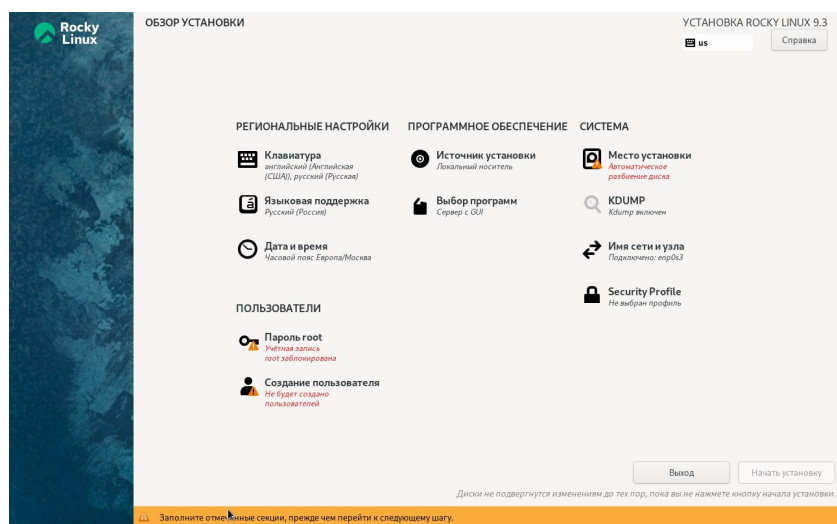 Rocky
Linux
ОБЗОР УСТАНОВКИ
УСТАНОВКА ROCKY LINUX 9.3
us
Справка
РЕГИОНАЛЬНЫЕ НАСТРОЙКИ
Клавиатура
английский (Английская
(США)), русский (Русская)
Языковая поддержка
Русский (Россия)
Дата и время
Часовой пояс Европа/Москва
ПРОГРАММНОЕ ОБЕСПЕЧЕНИЕ
Источник установки
Локальный носитель
Выбор программ
Сервер с GUI
СИСТЕМА
Место установки
Автоматическое
разбиение диска
KDUMP
Kdump включен
Имя сети и узла
Подключено: enp0s3
Security Profile
Не выбран профиль
ПОЛЬЗОВАТЕЛИ
Пароль root
Учётная запись
root заблокирована
Создание пользователя
Не будет создано
пользователей
Выход
Начать установку
Диски не подвергнутся изменениям до тех пор, пока вы не нажмете кнопку начала установки.
Заполните отмеченные секции, прежде чем перейти к следующему шагу.